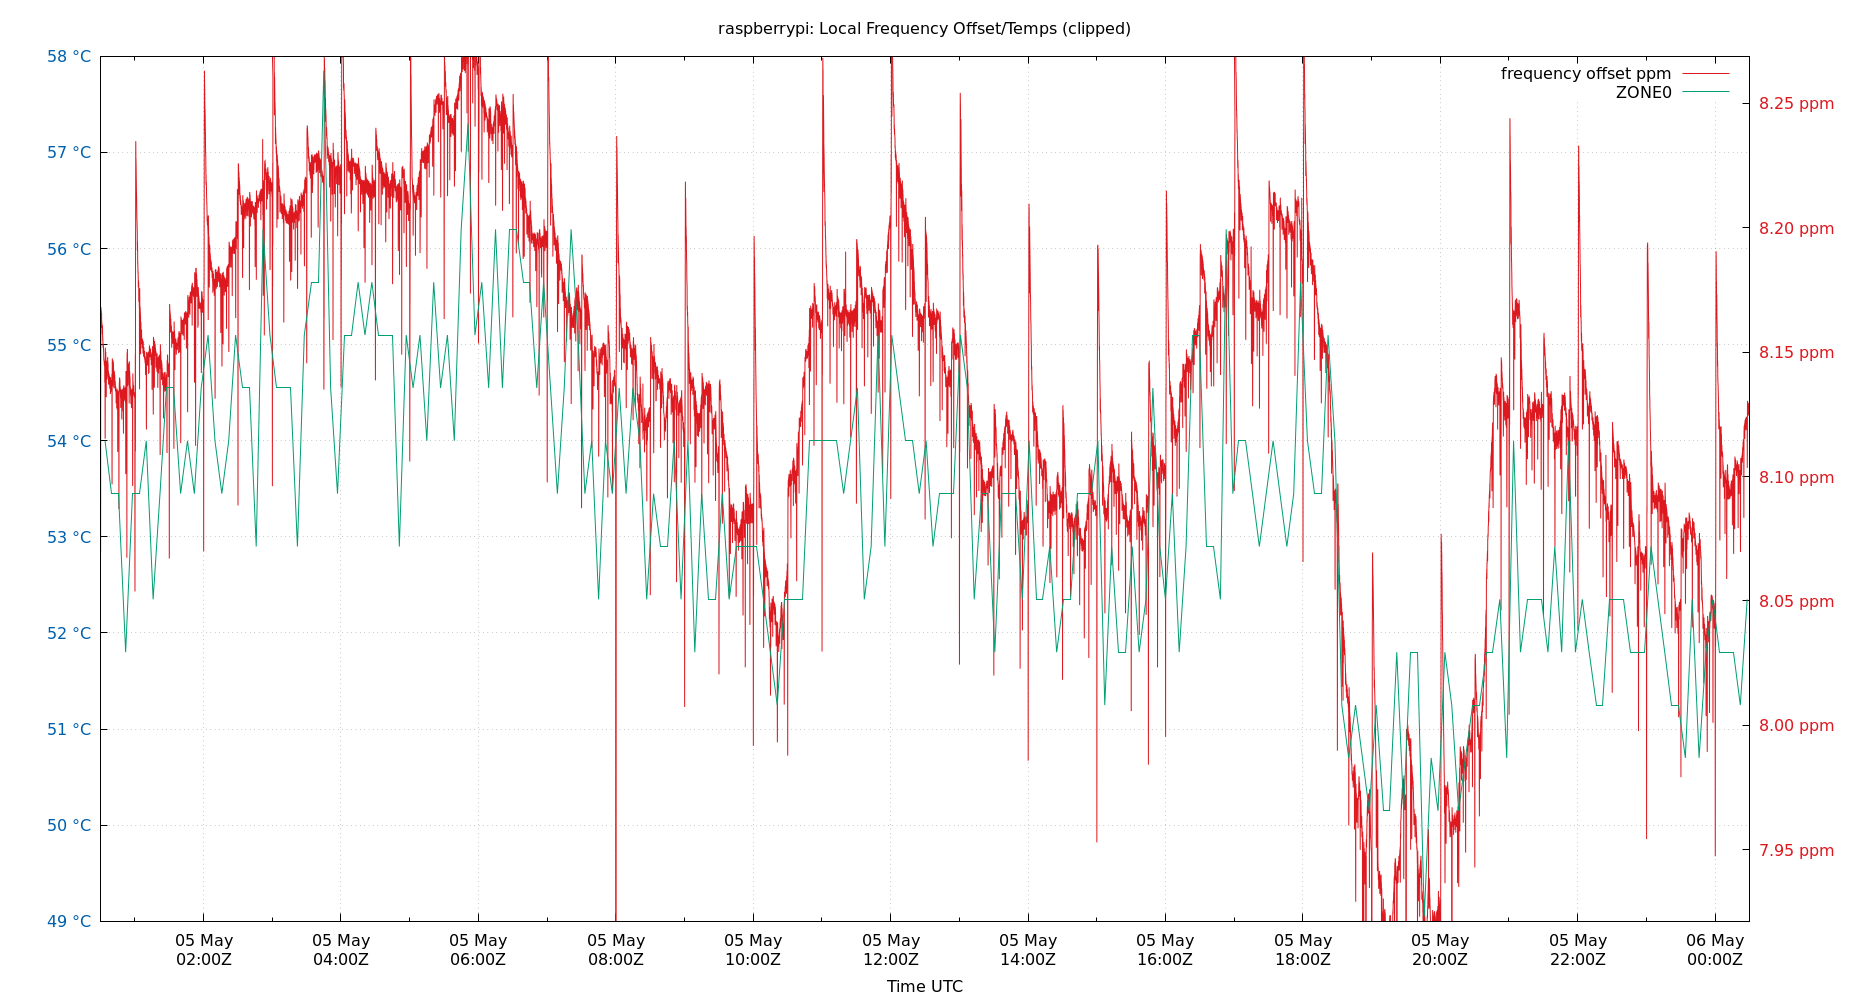 raspberrypi: Local Frequency Offset/Temps (clipped)
58 °C
57 °C
56 °C
55 °C
54 °C
53 °C
52 °C
51 °C
50 °C
49 °C
frequency offset ppm
ZONE0
8.25 ppm
8.20 ppm
8.15 ppm
8.10 ppm
8.05 ppm
8.00 ppm
7.95 ppm
05 May 05 May 05 May 05 May 05 May 05 May 05 May 05 May 05 May 05 May 05 May 06 May
02:00Z 04:00Z 06:00Z 08:00Z 10:00Z 12:00Z 14:00Z 16:00Z 18:00Z 20:00Z 22:00Z 00:00Z
Time UTC